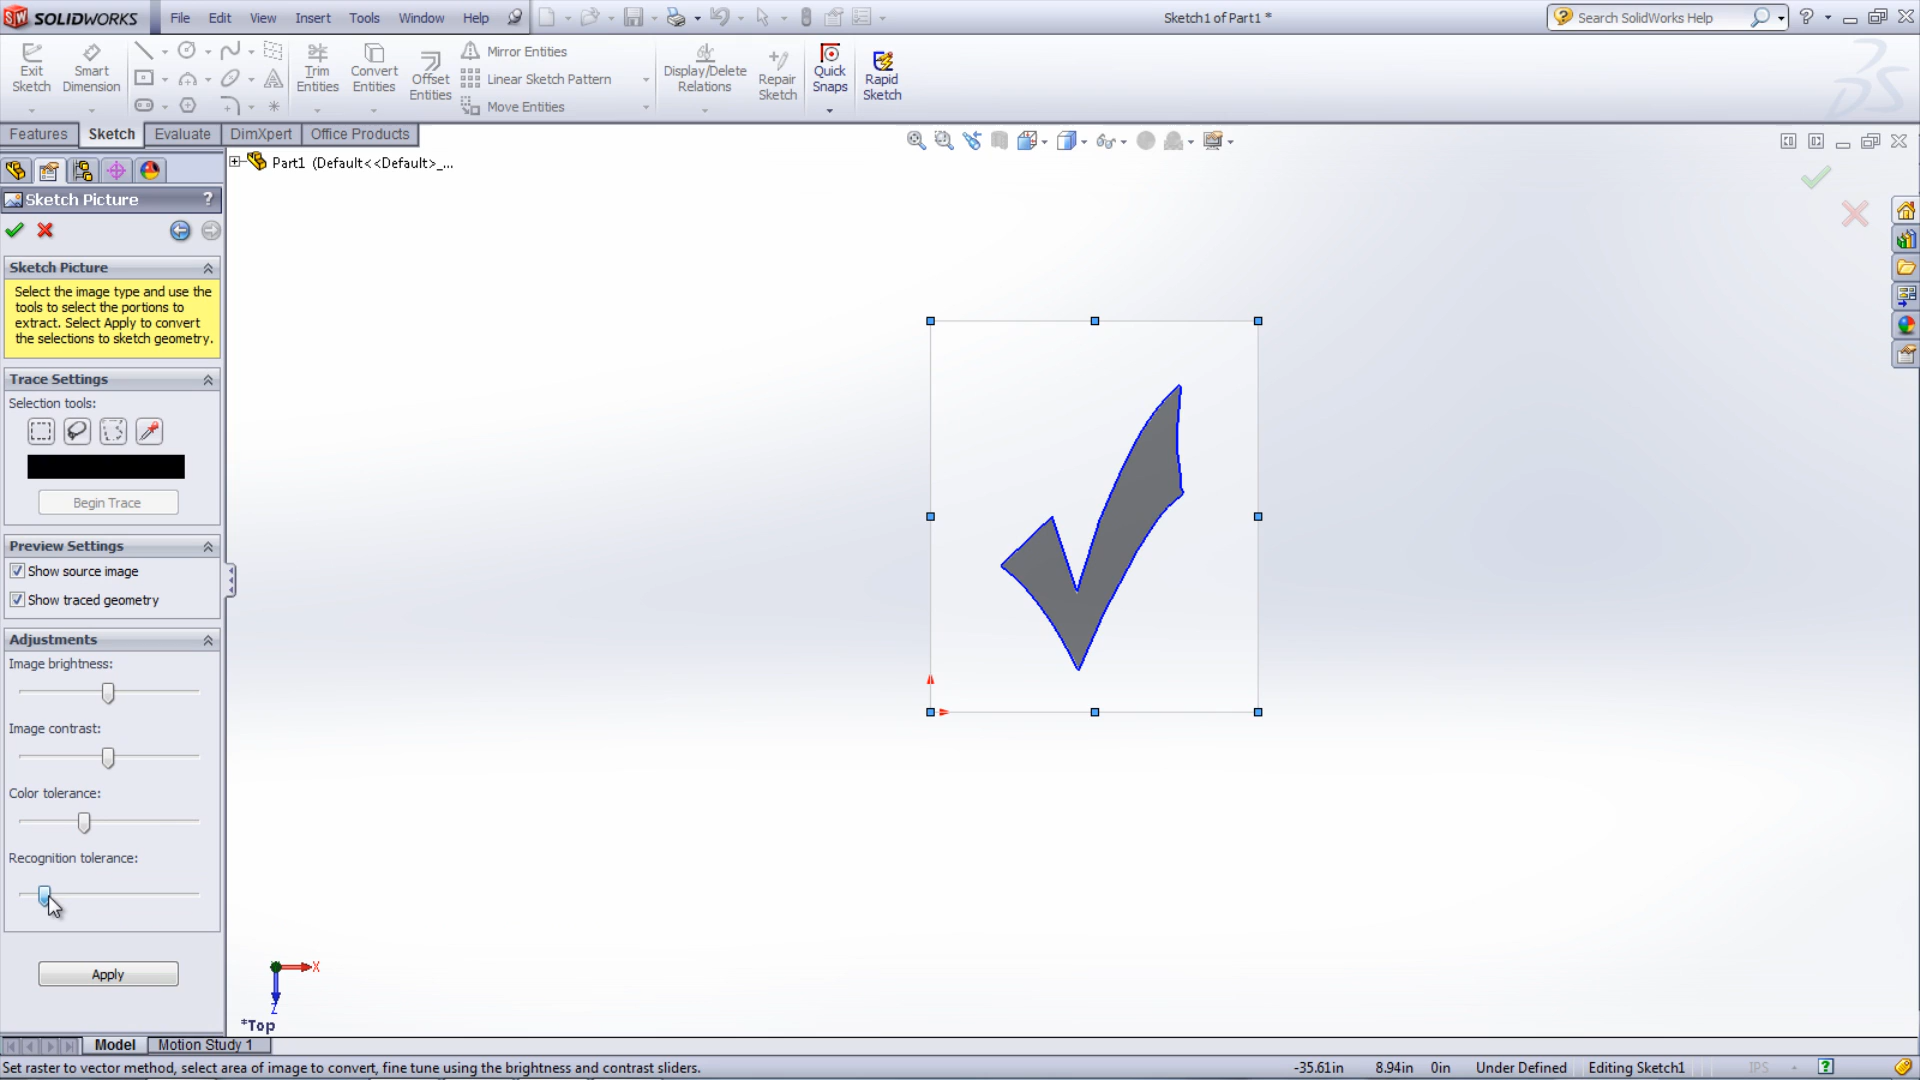 SOLIDWORKS File Edit View Insert Tools Window Help Sketch1 of Part1 * Search SolidWorks Help
Exit Sketch
Smart Dimension
Trim Entities
Convert Entities
Offset Entities
Mirror Entities
Linear Sketch Pattern
Move Entities
Display/Delete Relations
Repair Sketch
Quick Snaps
Rapid Sketch
Features Sketch Evaluate DimXpert Office Products
Part1 (Default<<Default>_...
Sketch Picture ?
Sketch Picture
Select the image type and use the
tools to select the portions to
extract. Select Apply to convert
the selections to sketch geometry.
Trace Settings
Selection tools:
Begin Trace
Preview Settings
Show source image
Show traced geometry
Adjustments
Image brightness:
Image contrast:
Color tolerance:
Recognition tolerance:
Apply
X
Z
*Top
Model Motion Study 1
Set raster to vector method, select area of image to convert, fine tune using the brightness and contrast sliders. -35.61in 8.94in 0in Under Defined Editing Sketch1 IPS ?